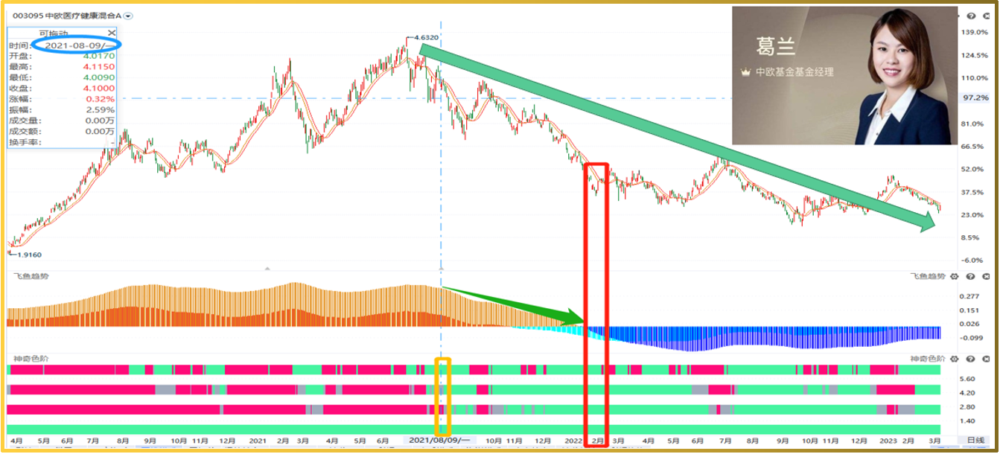 003095 中欧医疗健康混合A
可拖动
时间: 2021-08-09/一
开盘: 4.0170
最高: 4.1150
最低: 4.0090
收盘: 4.1000
涨幅: 0.32%
振幅: 2.59%
成交量: 0.00万
成交额: 0.00万
换手率: -
4.6320
1.9160
葛兰
中欧基金基金经理
139.0%
124.5%
110.0%
97.2%
81.0%
66.5%
52.0%
37.5%
23.0%
8.5%
-6.0%
飞鱼趋势 飞鱼趋势
0.277
0.151
0.026
-0.099
神奇色阶 神奇色阶
5.60
4.20
2.80
1.40
4月 5月 6月 7月 8月 9月 10月 11月 12月 2021 2月 3月 4月 5月 6月 2021/08/09/一 10月 11月 12月 2022 2月 3月 4月 5月 6月 7月 8月 9月 10月 11月 12月 2023 2月 3月 日线